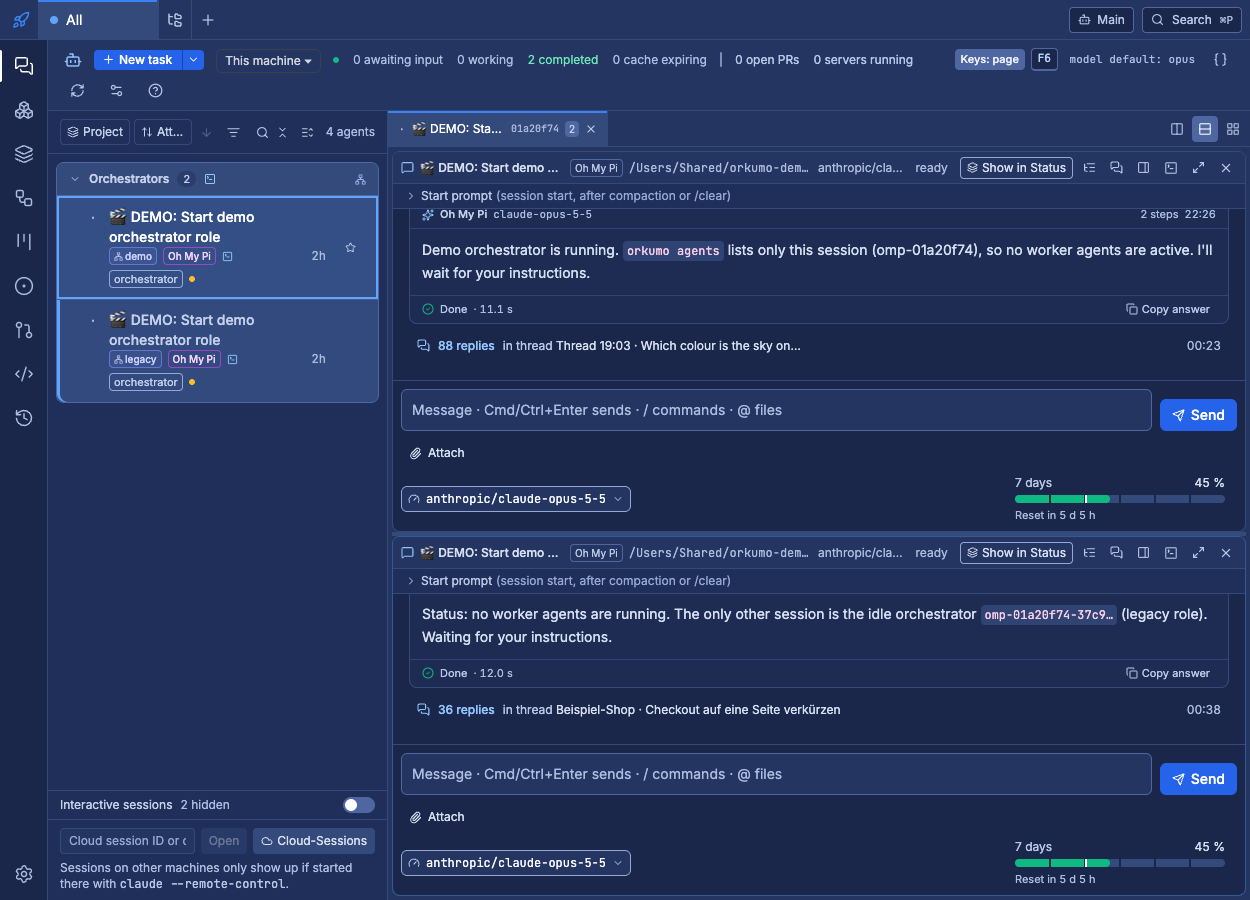 All
Main
Search ⌘P
New task
This machine
0 awaiting input
0 working
2 completed
0 cache expiring
0 open PRs
0 servers running
Keys: page
F6
model default: opus
{}
Project
Att...
4 agents
Orchestrators 2
🎬 DEMO: Start demo
orchestrator role
demo
Oh My Pi
2h
orchestrator
🎬 DEMO: Start demo
orchestrator role
legacy
Oh My Pi
2h
orchestrator
Interactive sessions 2 hidden
Cloud session ID or c
Open
Cloud-Sessions
Sessions on other machines only show up if started
there with claude --remote-control.
· 🎬 DEMO: Sta... 01a20f74 2
🎬 DEMO: Start demo ... Oh My Pi /Users/Shared/orkumo-dem… anthropic/cla... ready Show in Status
Start prompt (session start, after compaction or /clear)
Oh My Pi claude-opus-5-5 2 steps 22:26
Demo orchestrator is running. orkumo agents lists only this session (omp-01a20f74), so no worker agents are active. I'll
wait for your instructions.
Done · 11.1 s Copy answer
88 replies in thread Thread 19:03 · Which colour is the sky on... 00:23
Message · Cmd/Ctrl+Enter sends · / commands · @ files
Send
Attach
anthropic/claude-opus-5-5
7 days 45 %
Reset in 5 d 5 h
🎬 DEMO: Start demo ... Oh My Pi /Users/Shared/orkumo-dem… anthropic/cla... ready Show in Status
Start prompt (session start, after compaction or /clear)
Status: no worker agents are running. The only other session is the idle orchestrator omp-01a20f74-37c9… (legacy role).
Waiting for your instructions.
Done · 12.0 s Copy answer
36 replies in thread Beispiel-Shop · Checkout auf eine Seite verkürzen 00:38
Message · Cmd/Ctrl+Enter sends · / commands · @ files
Send
Attach
anthropic/claude-opus-5-5
7 days 45 %
Reset in 5 d 5 h